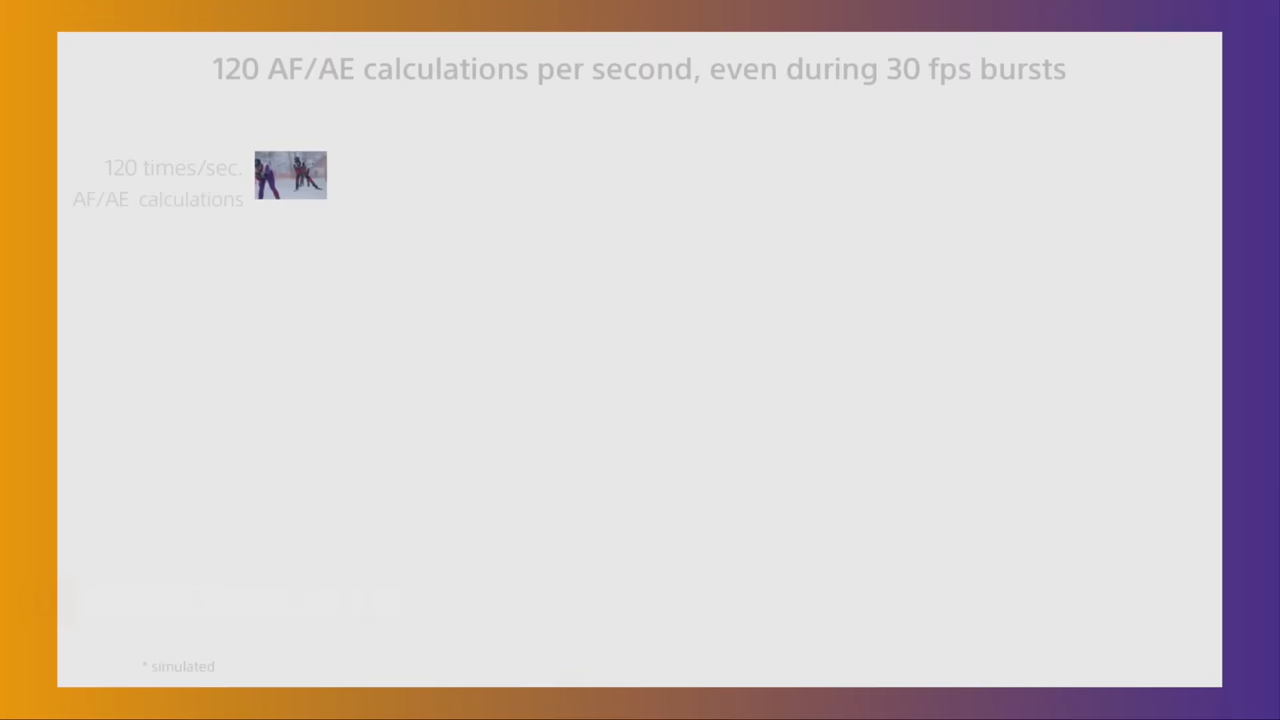 120 AF/AE calculations per second, even during 30 fps bursts
120 times/sec.
AF/AE calculations
* simulated